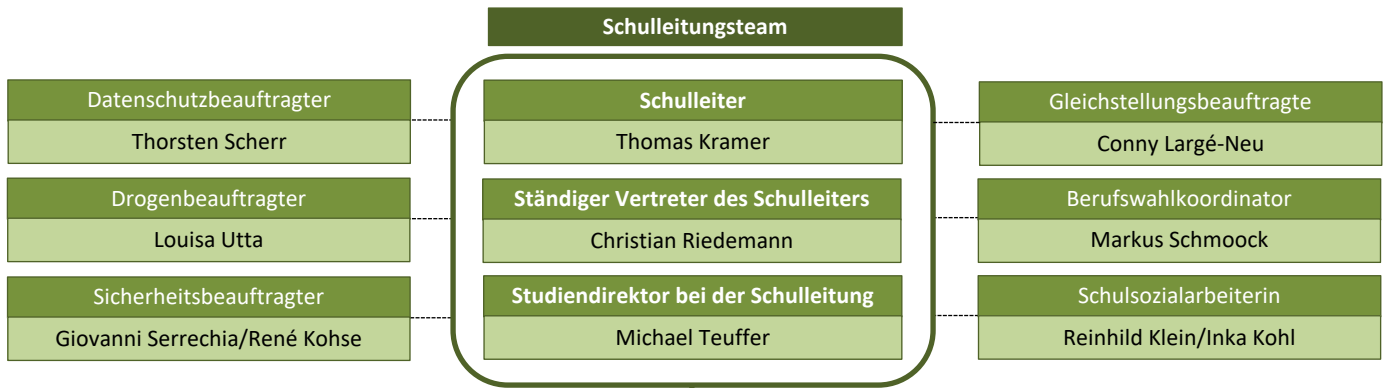 Schulleitungsteam
Datenschutzbeauftragter
Thorsten Scherr
Schulleiter
Thomas Kramer
Gleichstellungsbeauftragte
Conny Largé-Neu
Drogenbeauftragter
Louisa Utta
Ständiger Vertreter des Schulleiters
Christian Riedemann
Berufswahlkoordinator
Markus Schmoock
Sicherheitsbeauftragter
Giovanni Serrechia/René Kohse
Studiendirektor bei der Schulleitung
Michael Teuffer
Schulsozialarbeiterin
Reinhild Klein/Inka Kohl